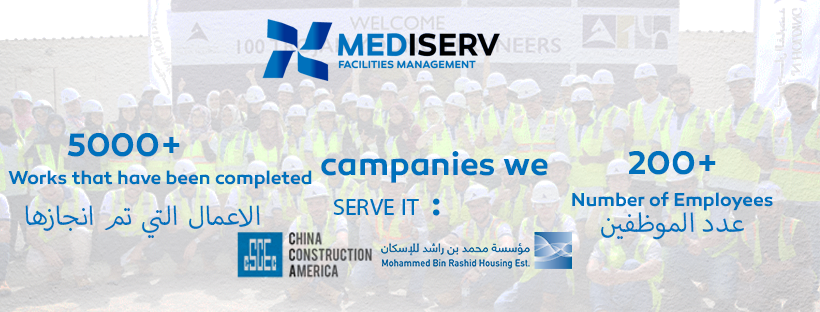 WELCOME
100
NEERS
MEDISERV
FACILITIES MANAGEMENT
5000+
Works that have been completed
الاعمال التي تم انجازها
campanies we
SERVE IT :
200+
Number of Employees
عدد الموظفين
CSCEC
CHINA
CONSTRUCTION
AMERICA
مؤسسة محمد بن راشد للإسكان
Mohammed Bin Rashid Housing Est.